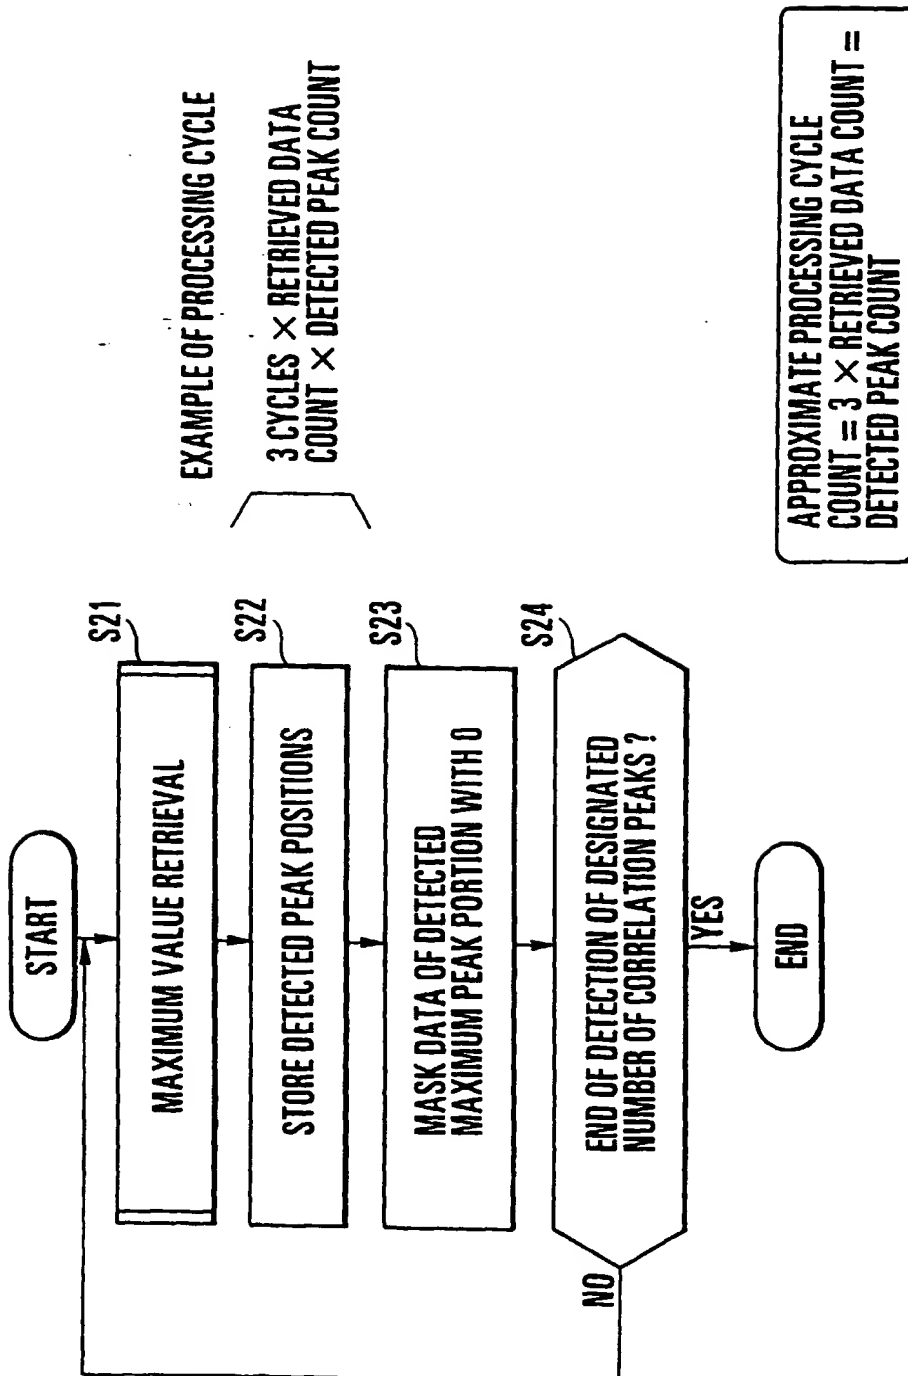 START
S21
MAXIMUM VALUE RETRIEVAL
S22
STORE DETECTED PEAK POSITIONS
S23
MASK DATA OF DETECTED
MAXIMUM PEAK PORTION WITH 0
S24
END OF DETECTION OF DESIGNATED
NUMBER OF CORRELATION PEAKS ?
NO
YES
END
EXAMPLE OF PROCESSING CYCLE
3 CYCLES × RETRIEVED DATA
COUNT × DETECTED PEAK COUNT
APPROXIMATE PROCESSING CYCLE
COUNT = 3 × RETRIEVED DATA COUNT =
DETECTED PEAK COUNT